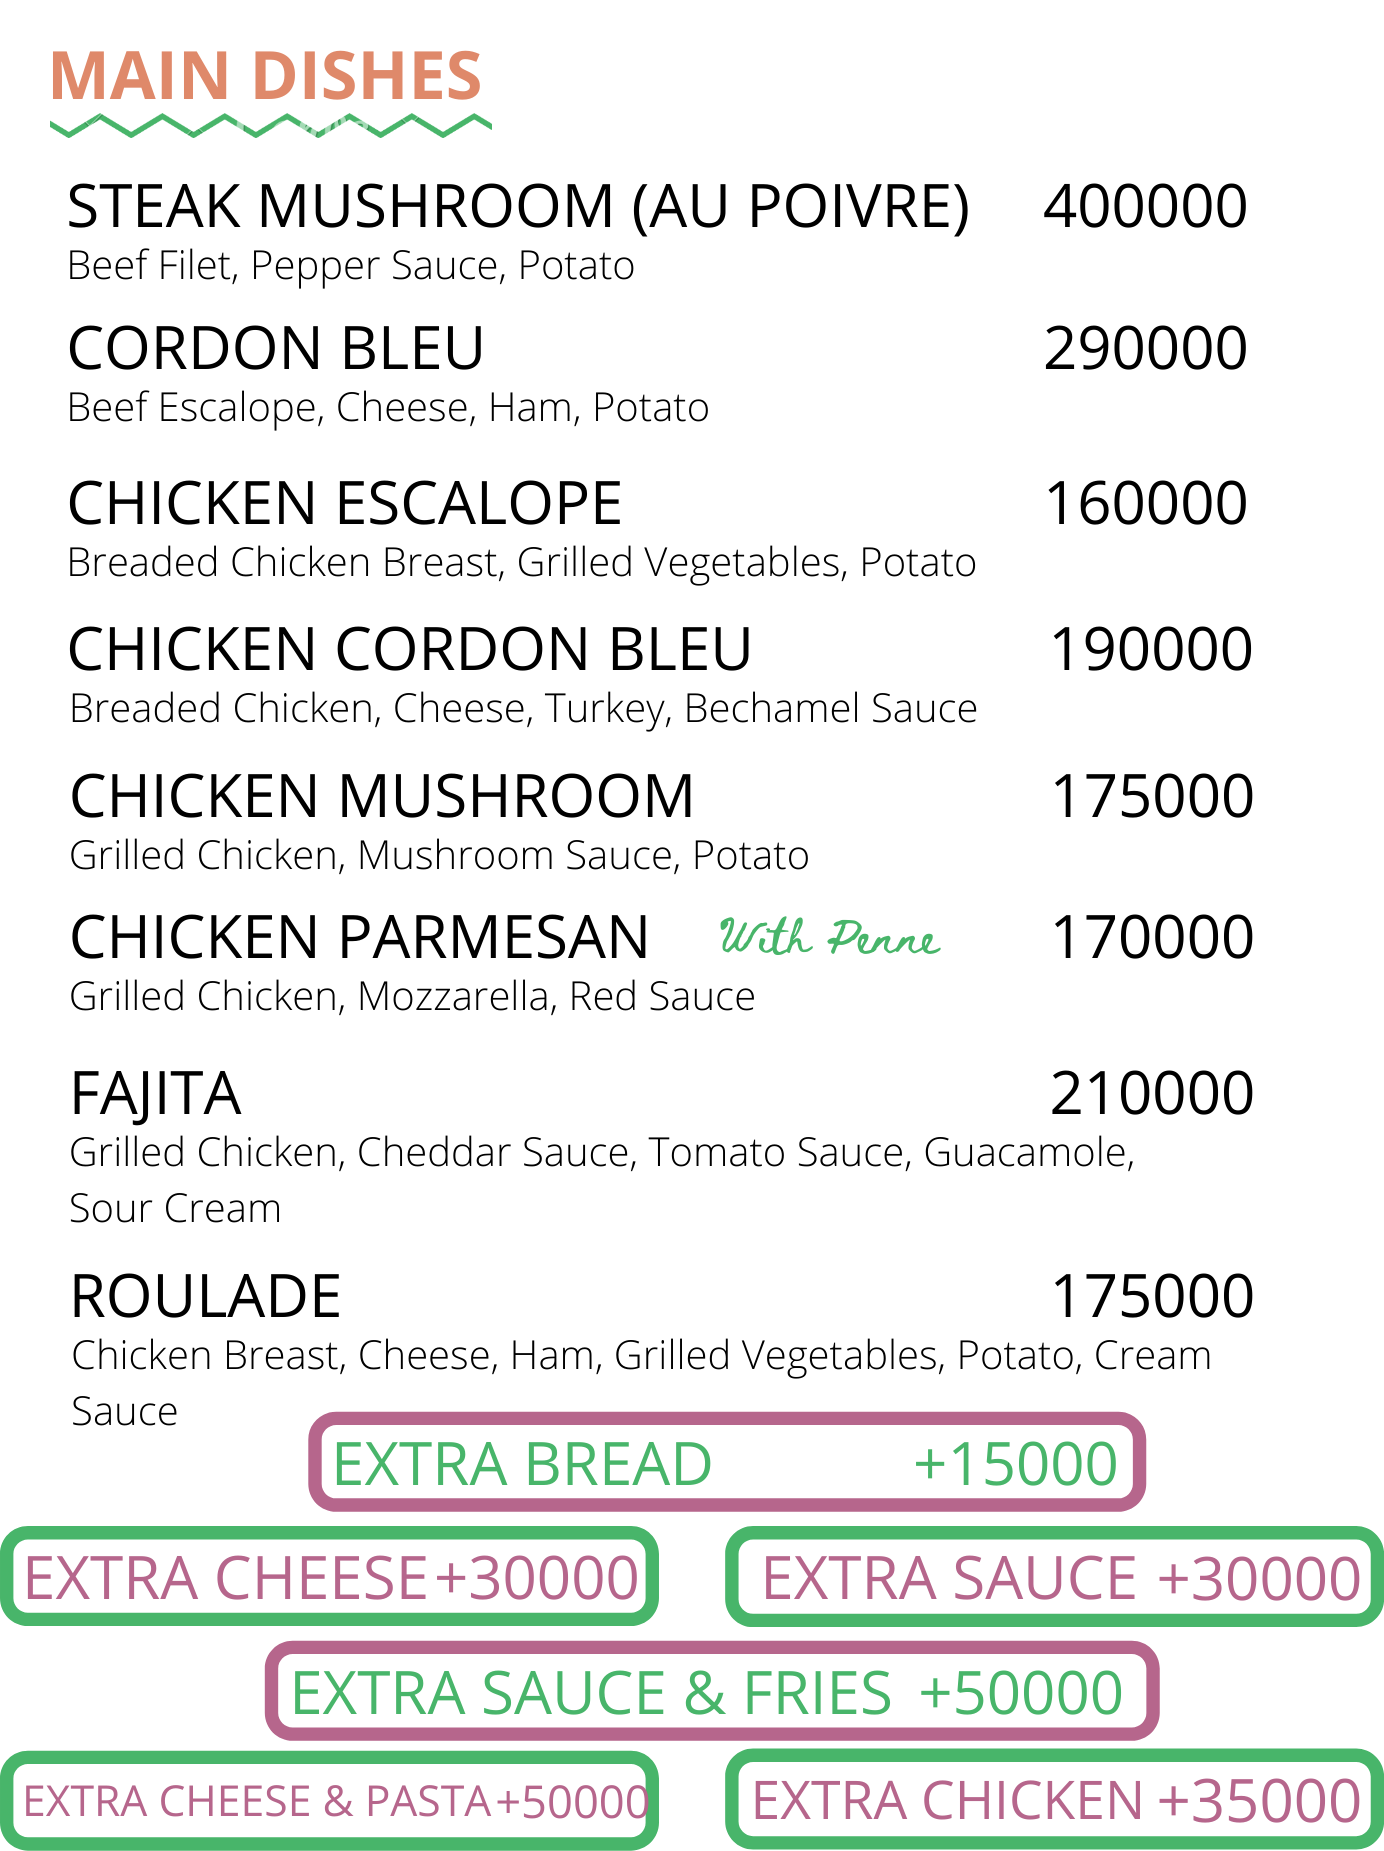 MAIN DISHES
STEAK MUSHROOM (AU POIVRE) 400000
Beef Filet, Pepper Sauce, Potato
CORDON BLEU 290000
Beef Escalope, Cheese, Ham, Potato
CHICKEN ESCALOPE 160000
Breaded Chicken Breast, Grilled Vegetables, Potato
CHICKEN CORDON BLEU 190000
Breaded Chicken, Cheese, Turkey, Bechamel Sauce
CHICKEN MUSHROOM 175000
Grilled Chicken, Mushroom Sauce, Potato
CHICKEN PARMESAN With Penne 170000
Grilled Chicken, Mozzarella, Red Sauce
FAJITA 210000
Grilled Chicken, Cheddar Sauce, Tomato Sauce, Guacamole,
Sour Cream
ROULADE 175000
Chicken Breast, Cheese, Ham, Grilled Vegetables, Potato, Cream
Sauce
EXTRA BREAD +15000
EXTRA CHEESE +30000
EXTRA SAUCE +30000
EXTRA SAUCE & FRIES +50000
EXTRA CHEESE & PASTA +50000
EXTRA CHICKEN +35000